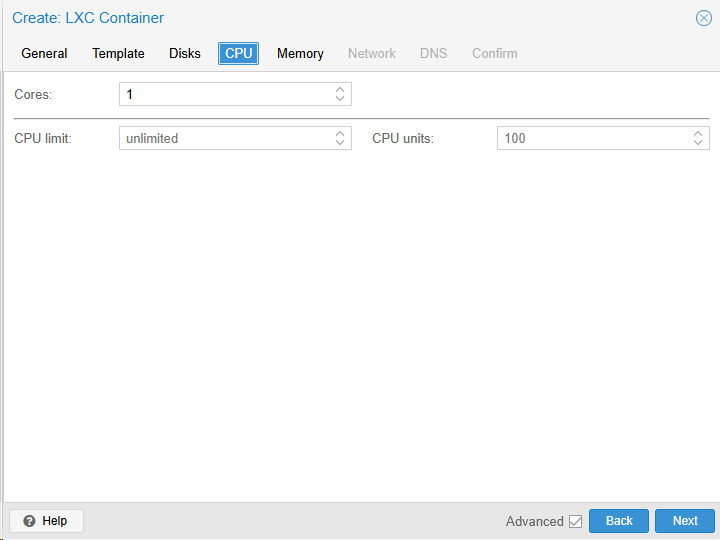 Create: LXC Container
General Template Disks CPU Memory Network DNS Confirm
Cores: 1
CPU limit: unlimited CPU units: 100
Help Advanced Back Next